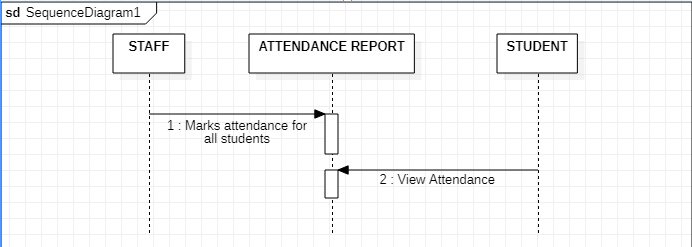 sd SequenceDiagram1
STAFF
ATTENDANCE REPORT
STUDENT
1 : Marks attendance for
all students
2 : View Attendance